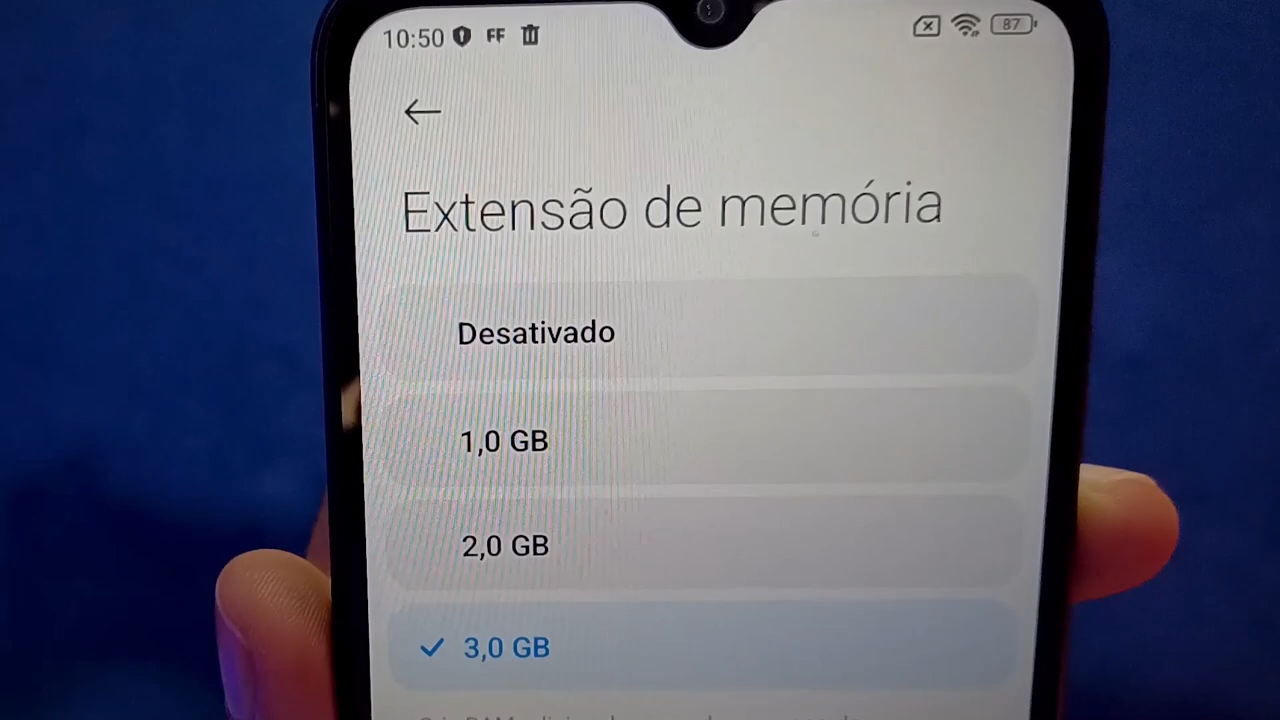 10:50 FF 87
Extensão de memória
Desativado
1,0 GB
2,0 GB
3,0 GB